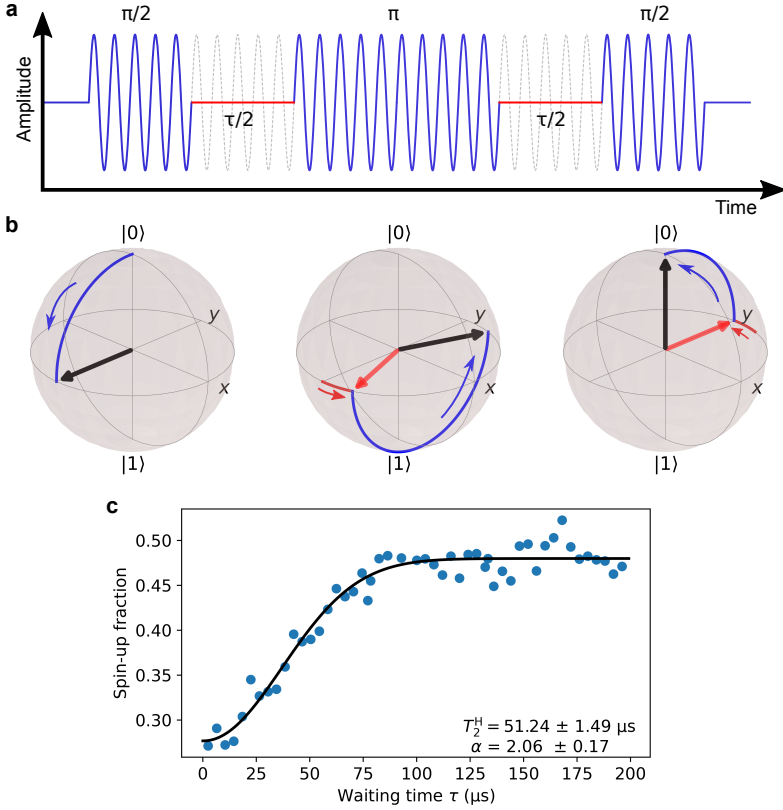 a
π/2 π π/2
Amplitude
τ/2 τ/2
Time
b
|0⟩ |0⟩ |0⟩
y y y
x x x
|1⟩ |1⟩ |1⟩
c
Spin-up fraction
0.50
0.45
0.40
0.35
0.30
T₂ᴴ = 51.24 ± 1.49 μs
α = 2.06 ± 0.17
0 25 50 75 100 125 150 175 200
Waiting time τ (μs)